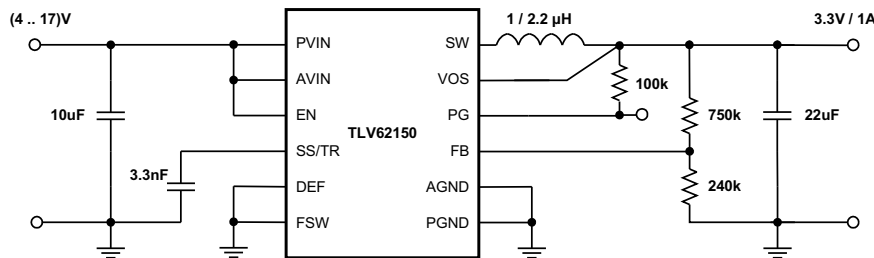 (4 .. 17)V
1 / 2.2 µH
3.3V / 1A
PVIN
SW
AVIN
VOS
100k
10uF
EN
PG
750k
22uF
TLV62150
SS/TR
FB
3.3nF
DEF
AGND
240k
FSW
PGND